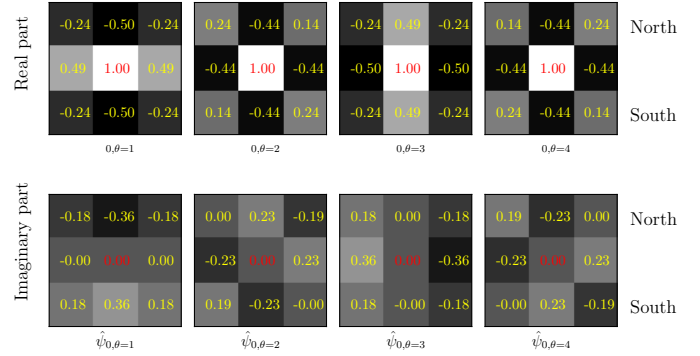 -0.24 -0.50 -0.24 0.24 -0.44 0.14 -0.24 0.49 -0.24 0.14 -0.44 0.24 North
Real part
0.49 1.00 0.49 -0.44 1.00 -0.44 -0.50 1.00 -0.50 -0.44 1.00 -0.44
-0.24 -0.50 -0.24 0.14 -0.44 0.24 -0.24 0.49 -0.24 0.24 -0.44 0.14 South
0,θ=1 0,θ=2 0,θ=3 0,θ=4
-0.18 -0.36 -0.18 0.00 0.23 -0.19 0.18 0.00 -0.18 0.19 -0.23 0.00 North
Imaginary part
-0.00 0.00 0.00 -0.23 0.00 0.23 0.36 0.00 -0.36 -0.23 0.00 0.23
0.18 0.36 0.18 0.19 -0.23 -0.00 0.18 -0.00 -0.18 -0.00 0.23 -0.19 South
ψ̂0,θ=1 ψ̂0,θ=2 ψ̂0,θ=3 ψ̂0,θ=4